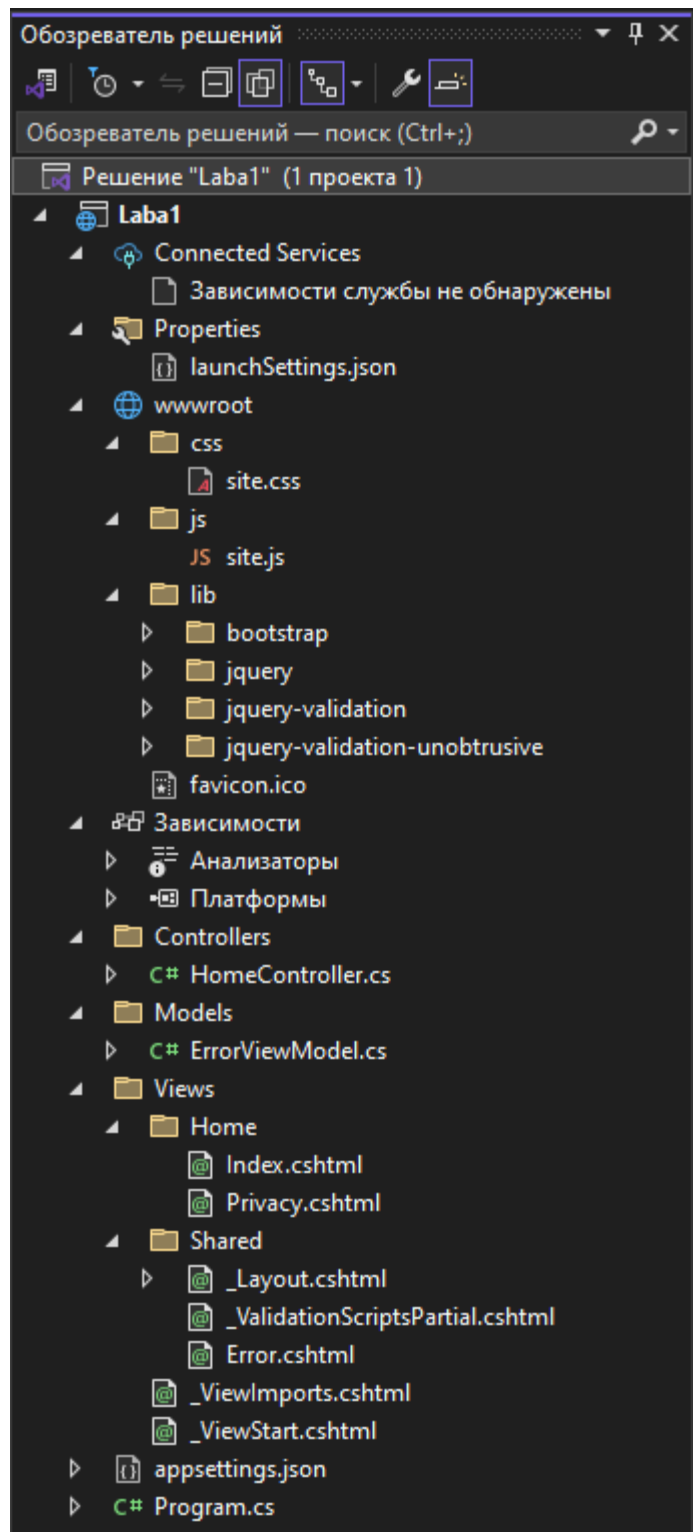 Обозреватель решений
Обозреватель решений — поиск (Ctrl+;)
Решение "Laba1" (1 проекта 1)
Laba1
Connected Services
Зависимости службы не обнаружены
Properties
launchSettings.json
wwwroot
css
site.css
js
JS site.js
lib
bootstrap
jquery
jquery-validation
jquery-validation-unobtrusive
favicon.ico
Зависимости
Анализаторы
Платформы
Controllers
C# HomeController.cs
Models
C# ErrorViewModel.cs
Views
Home
Index.cshtml
Privacy.cshtml
Shared
_Layout.cshtml
_ValidationScriptsPartial.cshtml
Error.cshtml
_ViewImports.cshtml
_ViewStart.cshtml
appsettings.json
C# Program.cs